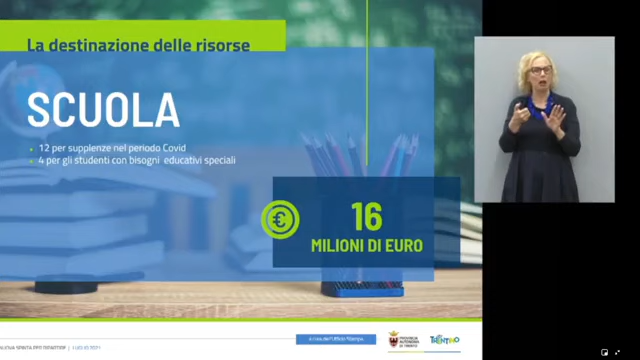 La destinazione delle risorse
SCUOLA
12 per supplenze nel periodo Covid
4 per gli studenti con bisogni educativi speciali
16
MILIONI DI EURO
PROVINCIA
AUTONOMA
DI TRENTO
TRENTINO